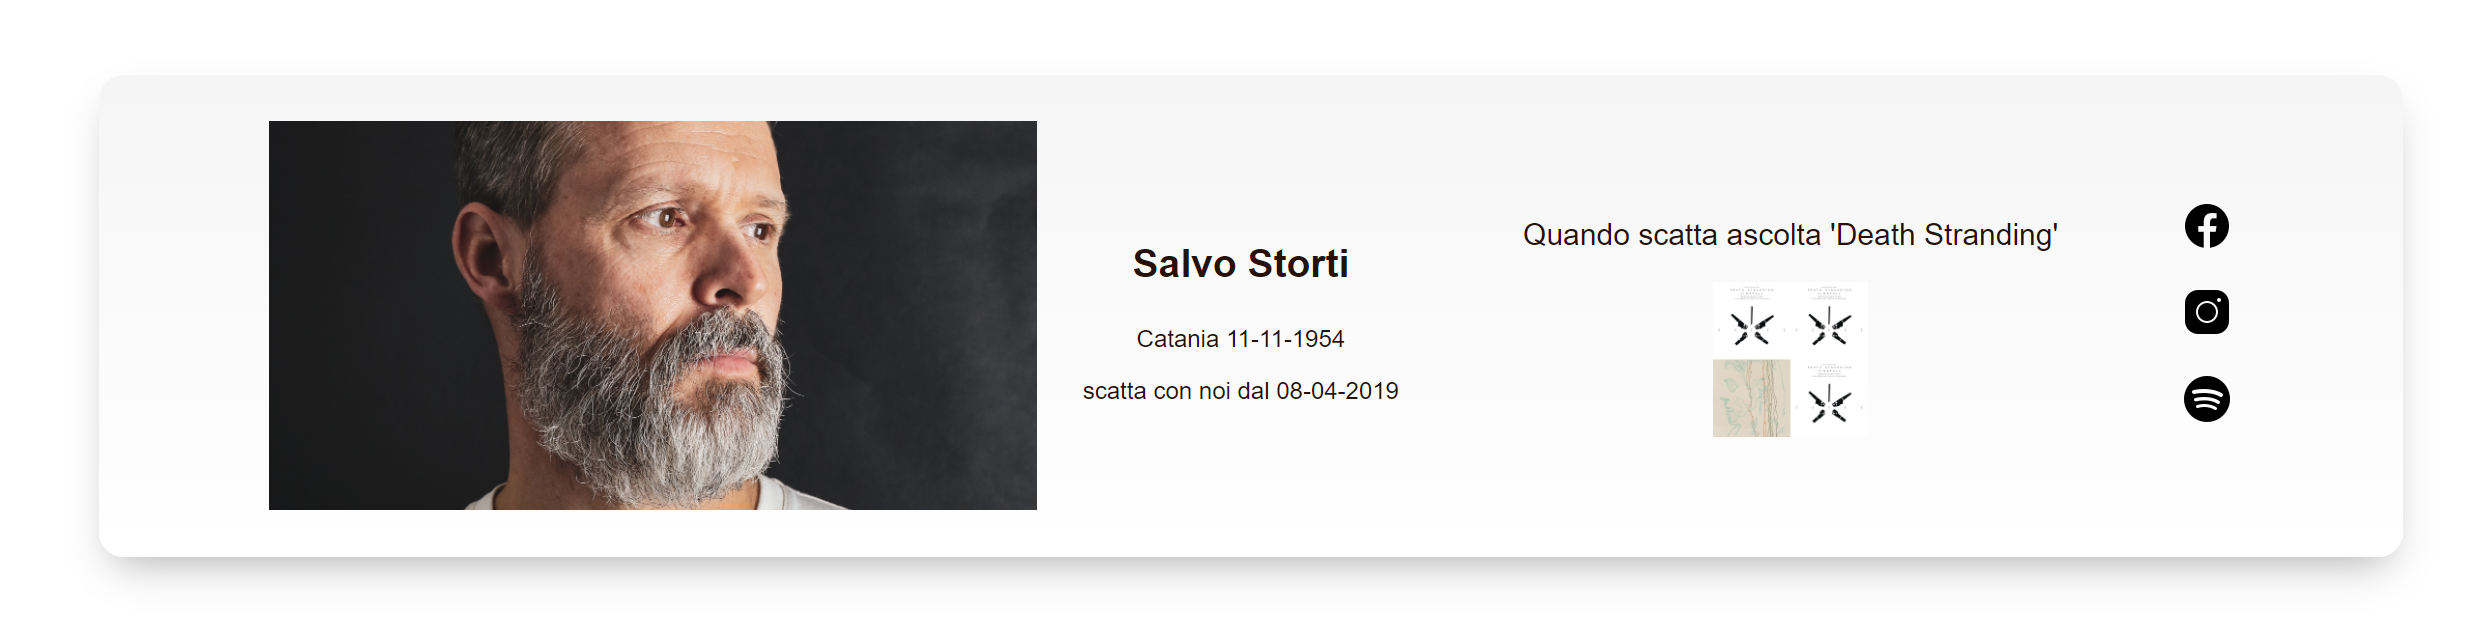 Salvo Storti
Catania 11-11-1954
scatta con noi dal 08-04-2019
Quando scatta ascolta 'Death Stranding'